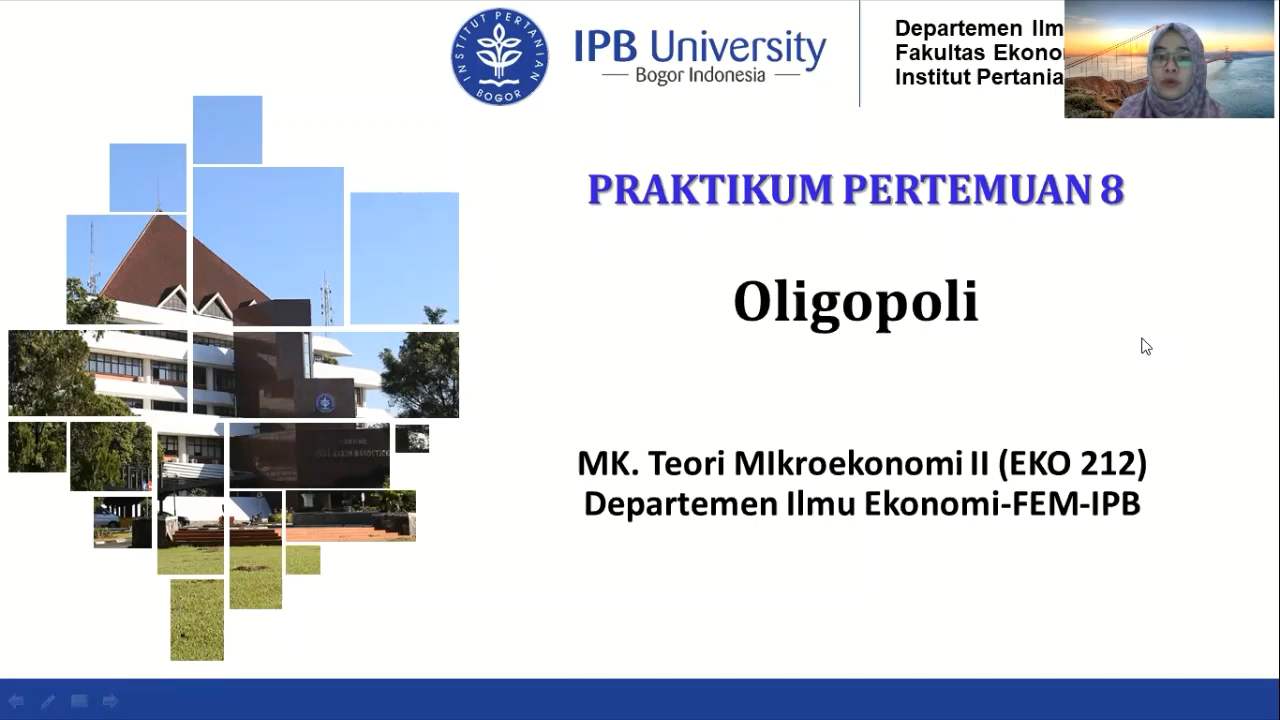 INSTITUT PERTANIAN
BOGOR
IPB University
Bogor Indonesia
Departemen Ilm
Fakultas Ekono
Institut Pertania
PRAKTIKUM PERTEMUAN 8
Oligopoli
MK. Teori MIkroekonomi II (EKO 212)
Departemen Ilmu Ekonomi-FEM-IPB